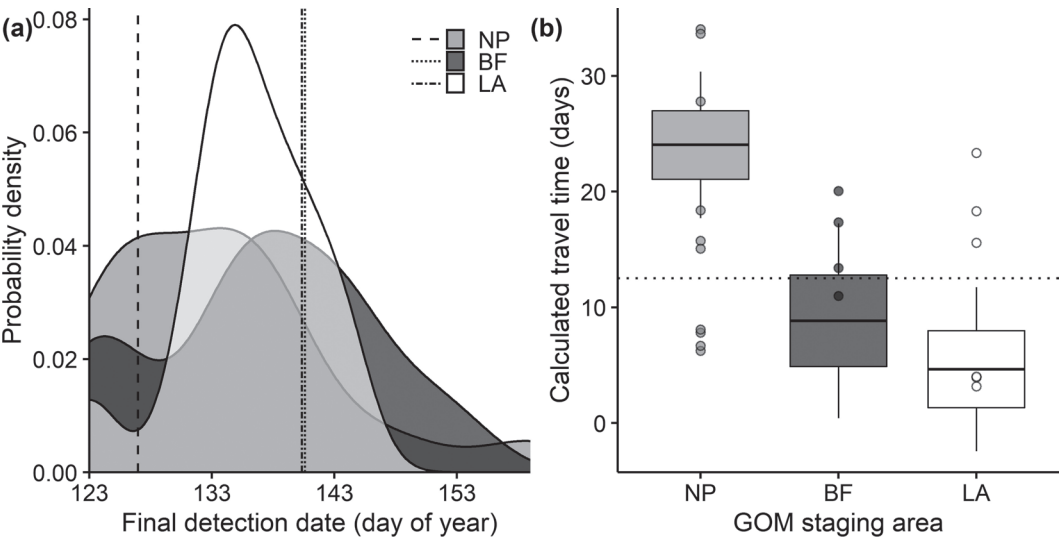 (a)
0.08
0.06
0.04
0.02
0.00
Probability density
123
133
143
153
Final detection date (day of year)
NP
BF
LA
(b)
30
20
10
0
Calculated travel time (days)
NP
BF
LA
GOM staging area